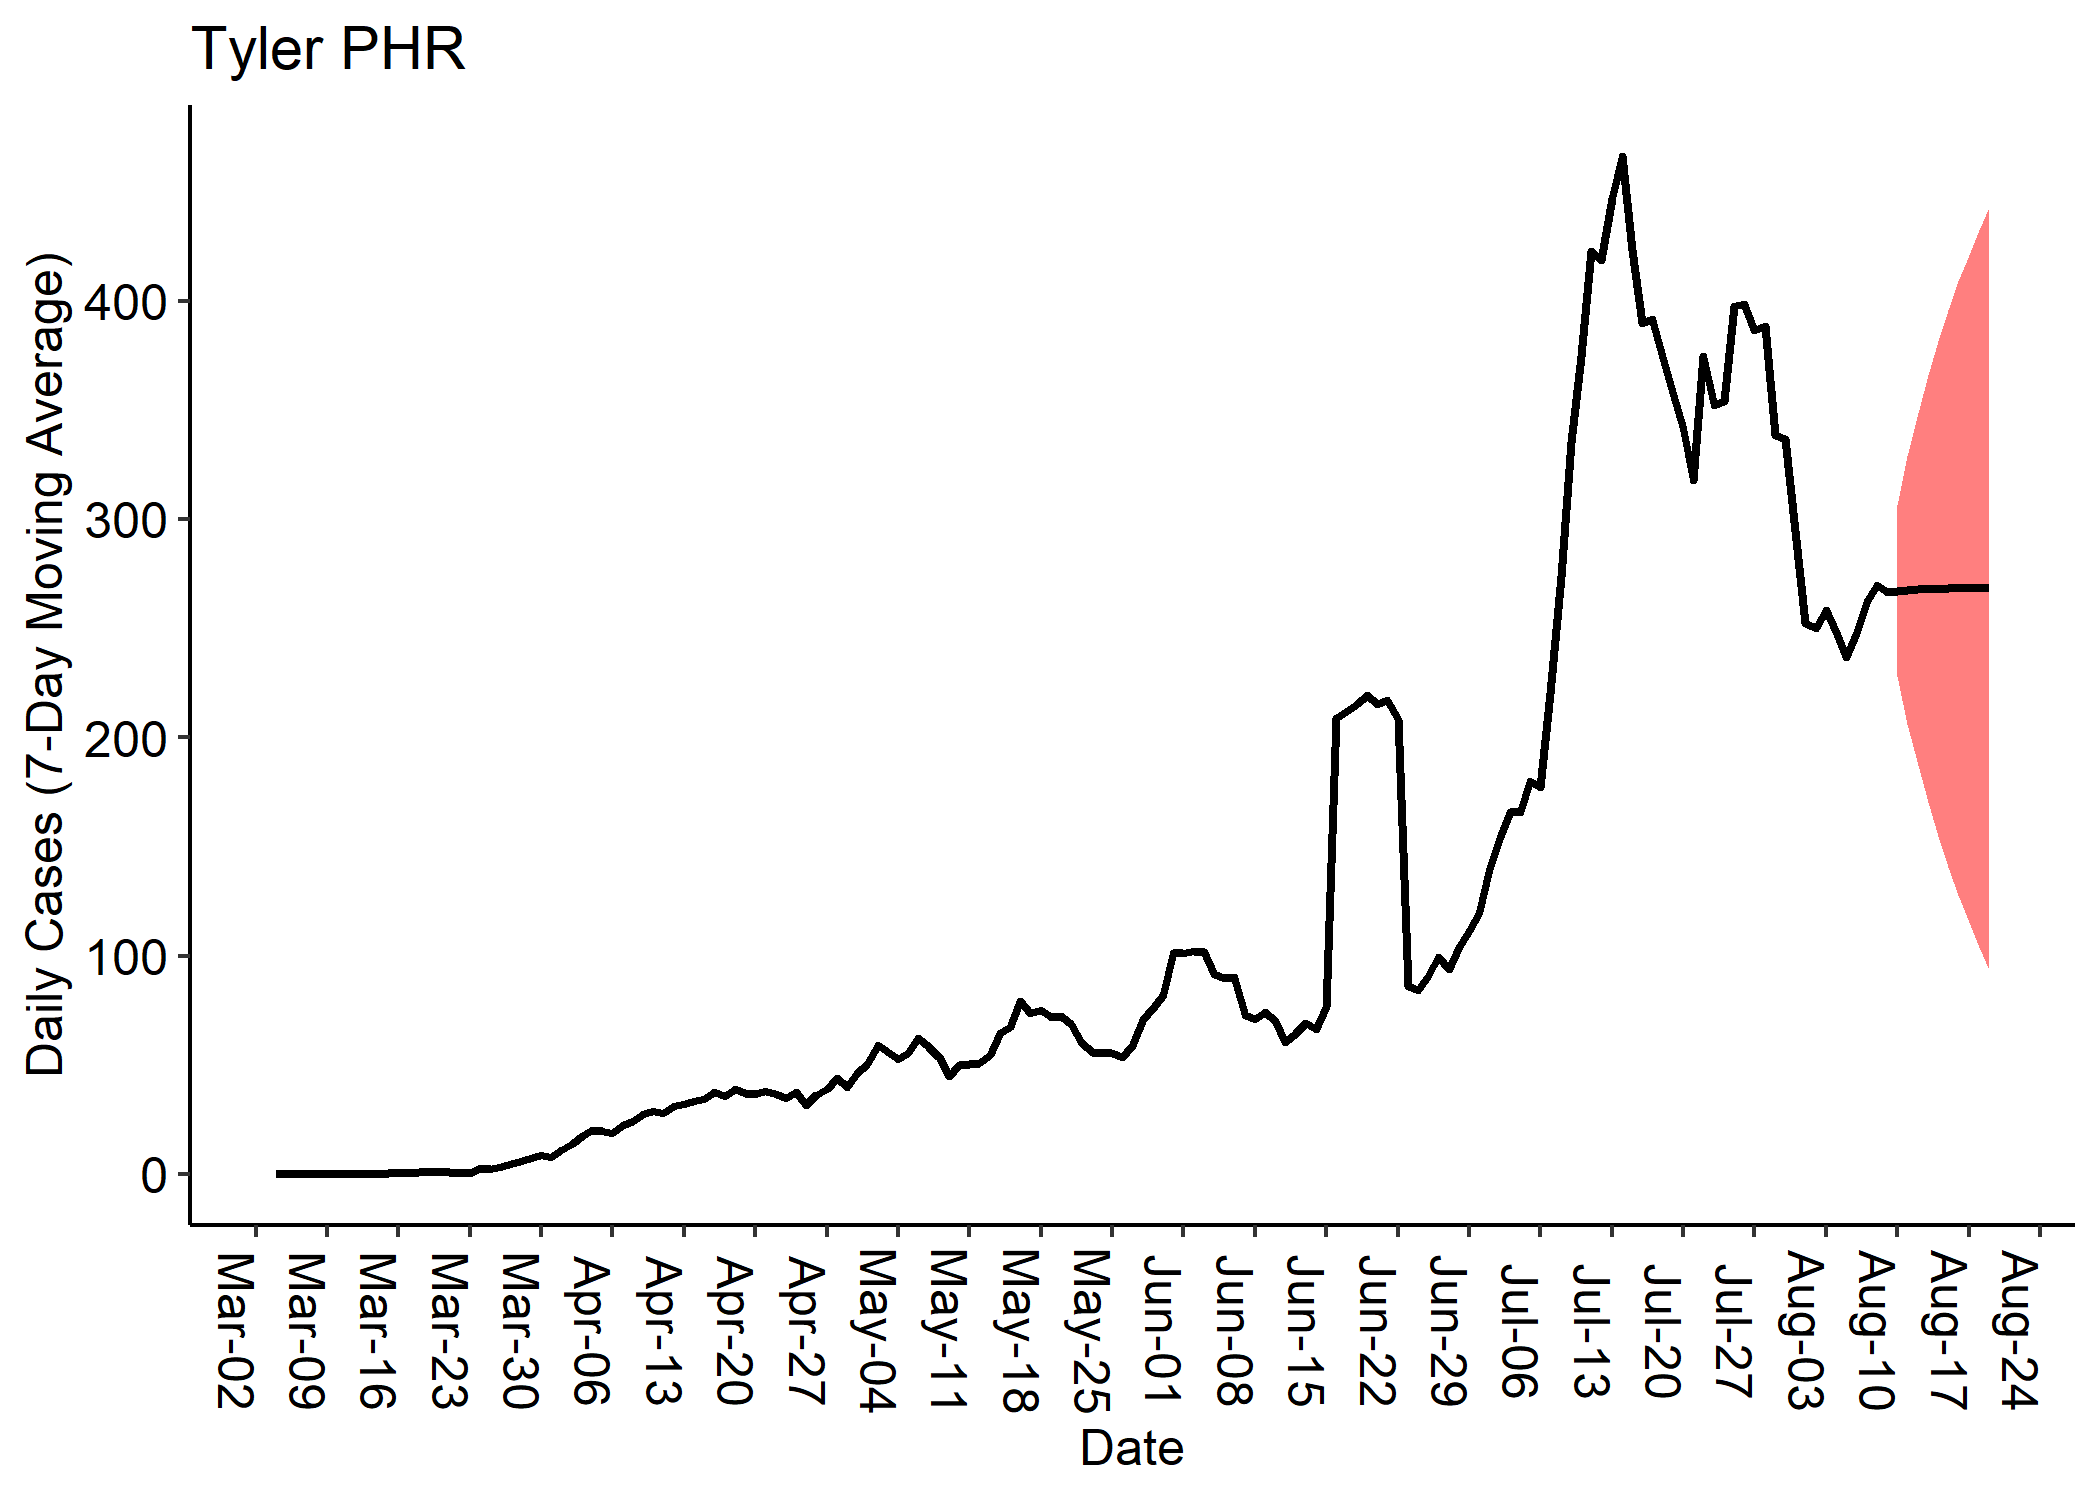 Tyler PHR
Daily Cases (7-Day Moving Average)
400
300
200
100
0
Mar-02
Mar-09
Mar-16
Mar-23
Mar-30
Apr-06
Apr-13
Apr-20
Apr-27
May-04
May-11
May-18
May-25
Jun-01
Jun-08
Jun-15
Jun-22
Jun-29
Jul-06
Jul-13
Jul-20
Jul-27
Aug-03
Aug-10
Aug-17
Aug-24
Date